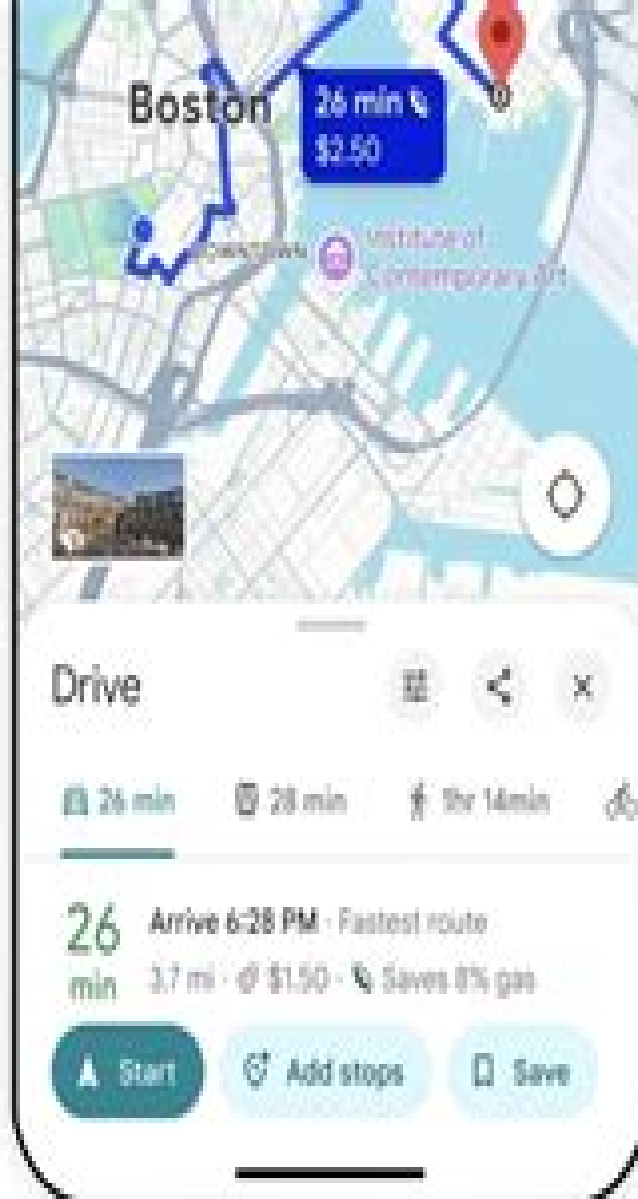 Boston
26 min
$2.50
DOWNTOWN
Institute of
Contemporary Art
Drive
26 min
28 min
1hr 14min
26
min
Arrive 6:28 PM · Fastest route
3.7 mi · $1.50 · Saves 8% gas
Start
Add stops
Save